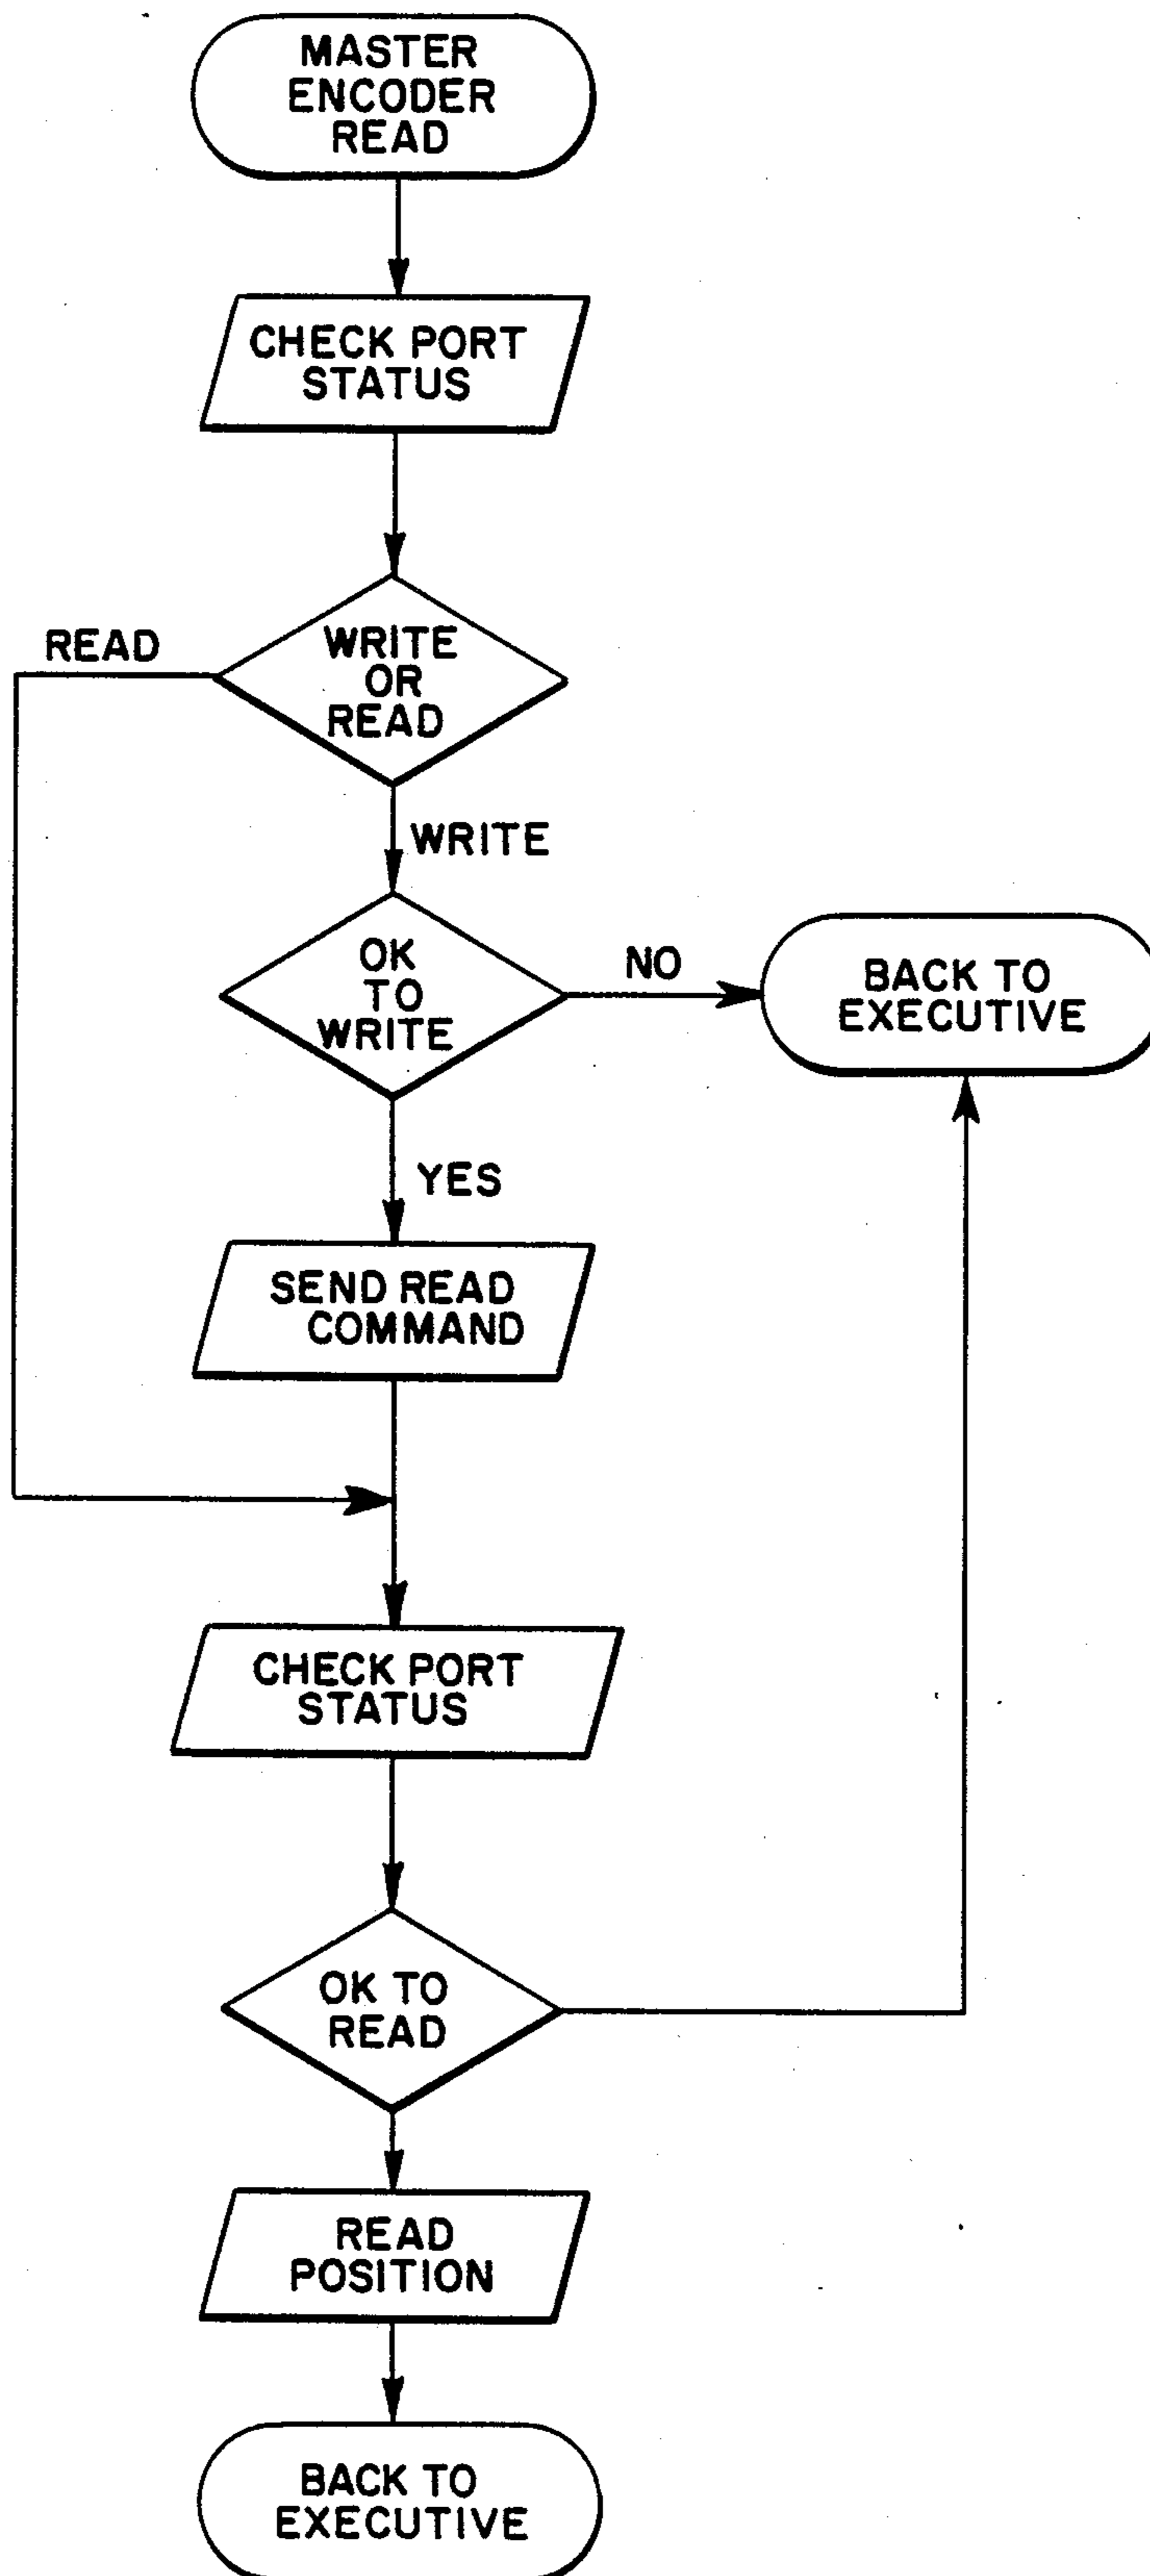 MASTER
ENCODER
READ
CHECK PORT
STATUS
READ
WRITE
OR
READ
WRITE
OK
TO
WRITE
NO
BACK TO
EXECUTIVE
YES
SEND READ
COMMAND
CHECK PORT
STATUS
OK TO
READ
READ
POSITION
BACK TO
EXECUTIVE